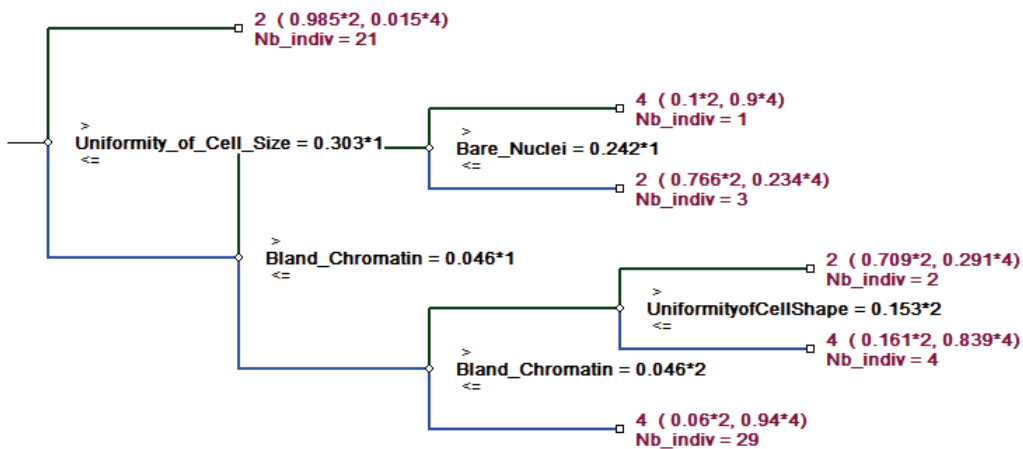 2 ( 0.985*2, 0.015*4)
Nb_indiv = 21
>
Uniformity_of_Cell_Size = 0.303*1
<=
4 ( 0.1*2, 0.9*4)
Nb_indiv = 1
>
Bare_Nuclei = 0.242*1
<=
2 ( 0.766*2, 0.234*4)
Nb_indiv = 3
>
Bland_Chromatin = 0.046*1
<=
2 ( 0.709*2, 0.291*4)
Nb_indiv = 2
>
UniformityofCellShape = 0.153*2
<=
4 ( 0.161*2, 0.839*4)
Nb_indiv = 4
>
Bland_Chromatin = 0.046*2
<=
4 ( 0.06*2, 0.94*4)
Nb_indiv = 29